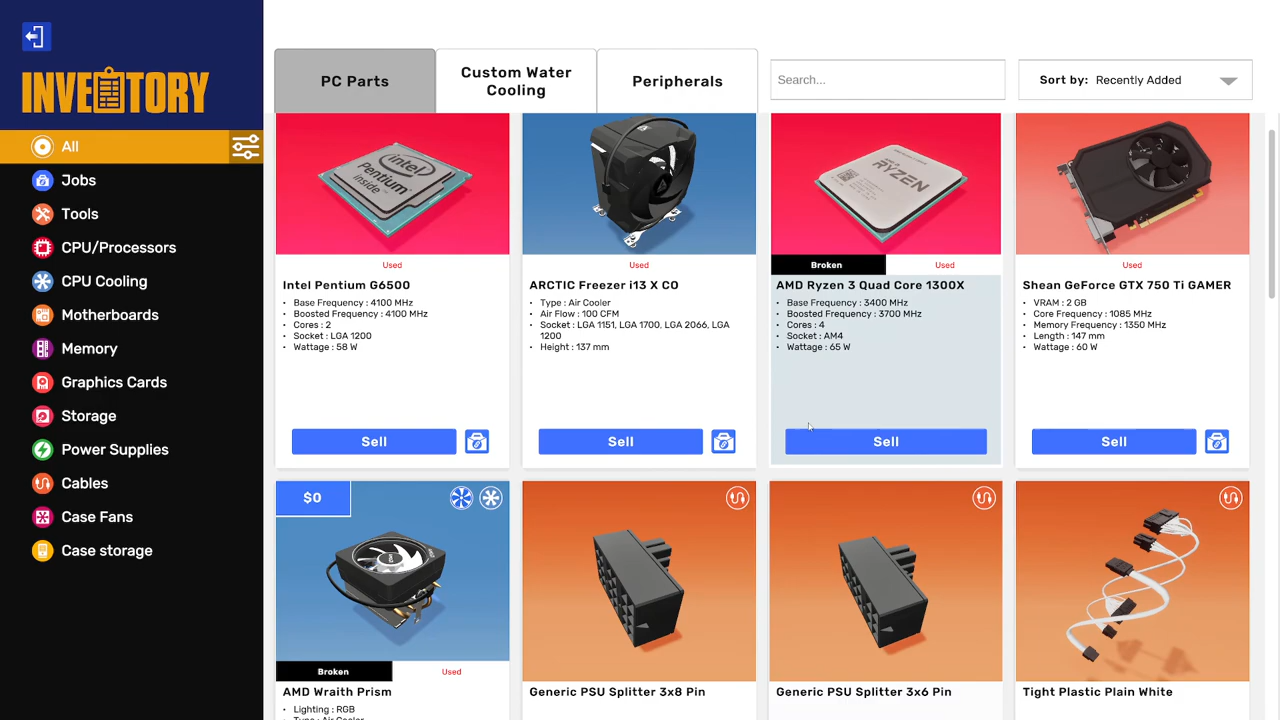 INVENTORY
All
Jobs
Tools
CPU/Processors
CPU Cooling
Motherboards
Memory
Graphics Cards
Storage
Power Supplies
Cables
Case Fans
Case storage
PC Parts
Custom Water
Cooling
Peripherals
Search...
Sort by: Recently Added
intel
Pentium
inside
Used
Intel Pentium G6500
• Base Frequency : 4100 MHz
• Boosted Frequency : 4100 MHz
• Cores : 2
• Socket : LGA 1200
• Wattage : 58 W
Sell
Used
ARCTIC Freezer i13 X CO
• Type : Air Cooler
• Air Flow : 100 CFM
• Socket : LGA 1151, LGA 1700, LGA 2066, LGA
1200
• Height : 137 mm
Sell
RYZEN
Broken
Used
AMD Ryzen 3 Quad Core 1300X
• Base Frequency : 3400 MHz
• Boosted Frequency : 3700 MHz
• Cores : 4
• Socket : AM4
• Wattage : 65 W
Sell
Used
Shean GeForce GTX 750 Ti GAMER
• VRAM : 2 GB
• Core Frequency : 1085 MHz
• Memory Frequency : 1350 MHz
• Length : 147 mm
• Wattage : 60 W
Sell
$0
Broken
Used
AMD Wraith Prism
• Lighting : RGB
• Type : Air Cooler
Generic PSU Splitter 3x8 Pin
Generic PSU Splitter 3x6 Pin
Tight Plastic Plain White